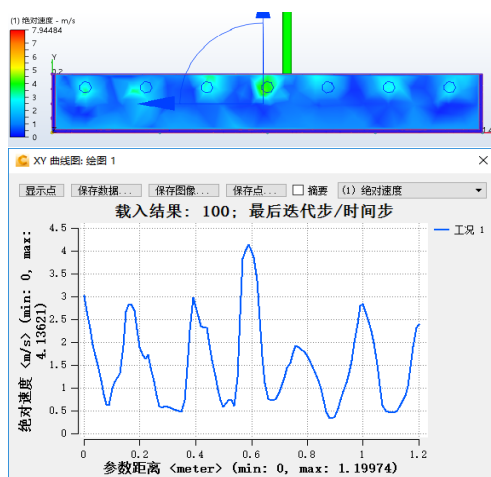 (1) 绝对速度 - m/s
7.94484
7
6
5
4
3
2
1
0
Y
0.2
XY 曲线图: 绘图 1
显示点 保存数据... 保存图像... 保存点... 摘要 (1) 绝对速度
载入结果: 100; 最后迭代步/时间步
工况 1
绝对速度 <m/s> (min: 0, max: 4.13621)
4.5
4
3.5
3
2.5
2
1.5
1
0.5
0
0 0.2 0.4 0.6 0.8 1 1.2
参数距离 <meter> (min: 0, max: 1.19974)